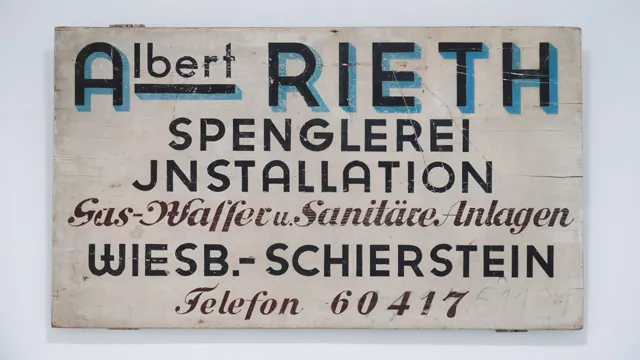 Albert RIETH
SPENGLEREI
JNSTALLATION
Gas-Waſſer u. Sanitäre Anlagen
WIESB.-SCHIERSTEIN
Telefon 60417